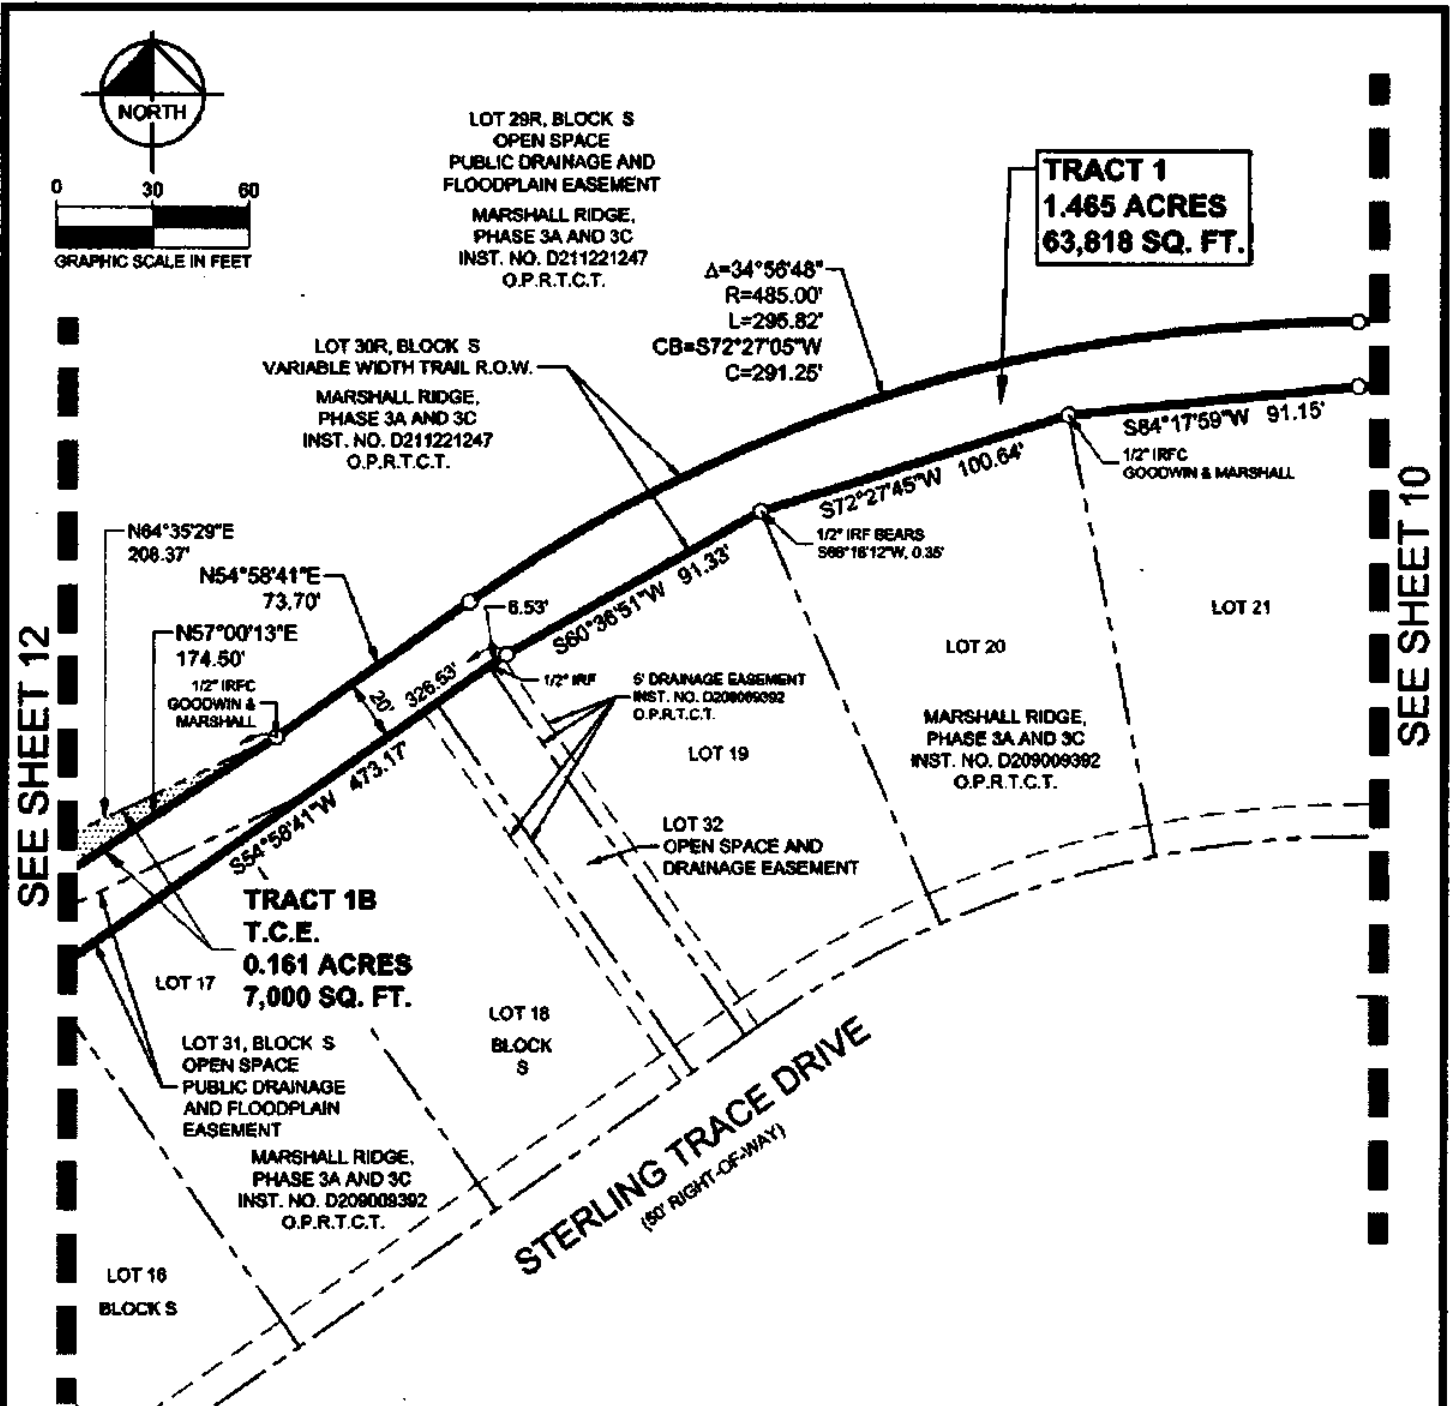 NORTH
0 30 60
GRAPHIC SCALE IN FEET
LOT 29R, BLOCK S
OPEN SPACE
PUBLIC DRAINAGE AND
FLOODPLAIN EASEMENT
MARSHALL RIDGE,
PHASE 3A AND 3C
INST. NO. D211221247
O.P.R.T.C.T.
TRACT 1
1.465 ACRES
63,818 SQ. FT.
Δ=34°56'48"
R=485.00'
L=295.82'
CB=S72°27'05"W
C=291.25'
LOT 30R, BLOCK S
VARIABLE WIDTH TRAIL R.O.W.
MARSHALL RIDGE,
PHASE 3A AND 3C
INST. NO. D211221247
O.P.R.T.C.T.
S84°17'59"W 91.15'
1/2" IRFC
GOODWIN & MARSHALL
S72°27'45"W 100.64'
1/2" IRF BEARS
S66°16'12"W, 0.35'
S60°36'51"W 91.33'
N64°35'29"E
208.37'
N54°58'41"E
73.70'
N57°00'13"E
174.50'
1/2" IRFC
GOODWIN &
MARSHALL
6.53'
326.53'
20'
1/2" IRF
5' DRAINAGE EASEMENT
INST. NO. D209009392
O.P.R.T.C.T.
S54°58'41"W 473.17'
LOT 21
LOT 20
MARSHALL RIDGE,
PHASE 3A AND 3C
INST. NO. D209009392
O.P.R.T.C.T.
LOT 19
LOT 32
OPEN SPACE AND
DRAINAGE EASEMENT
SEE SHEET 12
SEE SHEET 10
TRACT 1B
T.C.E.
0.161 ACRES
7,000 SQ. FT.
LOT 17
LOT 18
BLOCK
S
LOT 31, BLOCK S
OPEN SPACE
PUBLIC DRAINAGE
AND FLOODPLAIN
EASEMENT
MARSHALL RIDGE,
PHASE 3A AND 3C
INST. NO. D209009392
O.P.R.T.C.T.
STERLING TRACE DRIVE
(50' RIGHT-OF-WAY)
LOT 16
BLOCK S